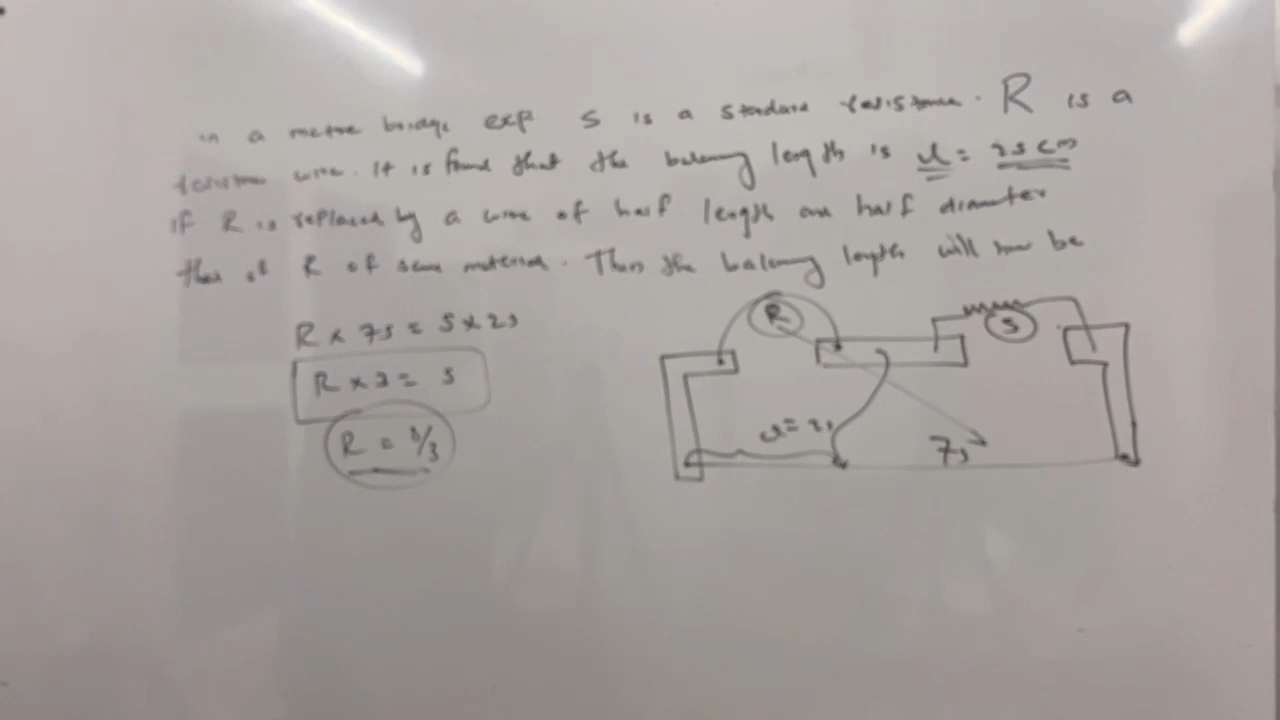 in a metre bridge exp S is a standard resistance. R is a
resistance wire. It is found that the balancing length is l = 25 cm
if R is replaced by a wire of half length and half diameter
that of R of same material. Then the balancing length will now be
R × 75 = S × 25
R × 3 = S
R = S/3
R
S
l = 25
75